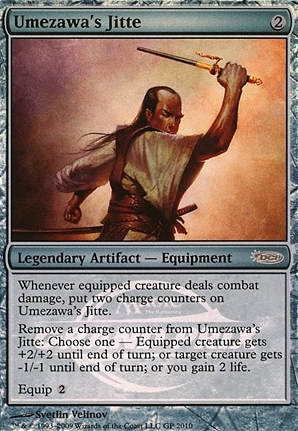 Umezawa's Jitte 2
Legendary Artifact — Equipment
DCI
Whenever equipped creature deals combat
damage, put two charge counters on
Umezawa's Jitte.
Remove a charge counter from Umezawa's
Jitte: Choose one — Equipped creature gets
+2/+2 until end of turn; or target creature gets
-1/-1 until end of turn; or you gain 2 life.
Equip 2
Svetlin Velinov
™ & © 1993–2009 Wizards of the Coast LLC GP 2010